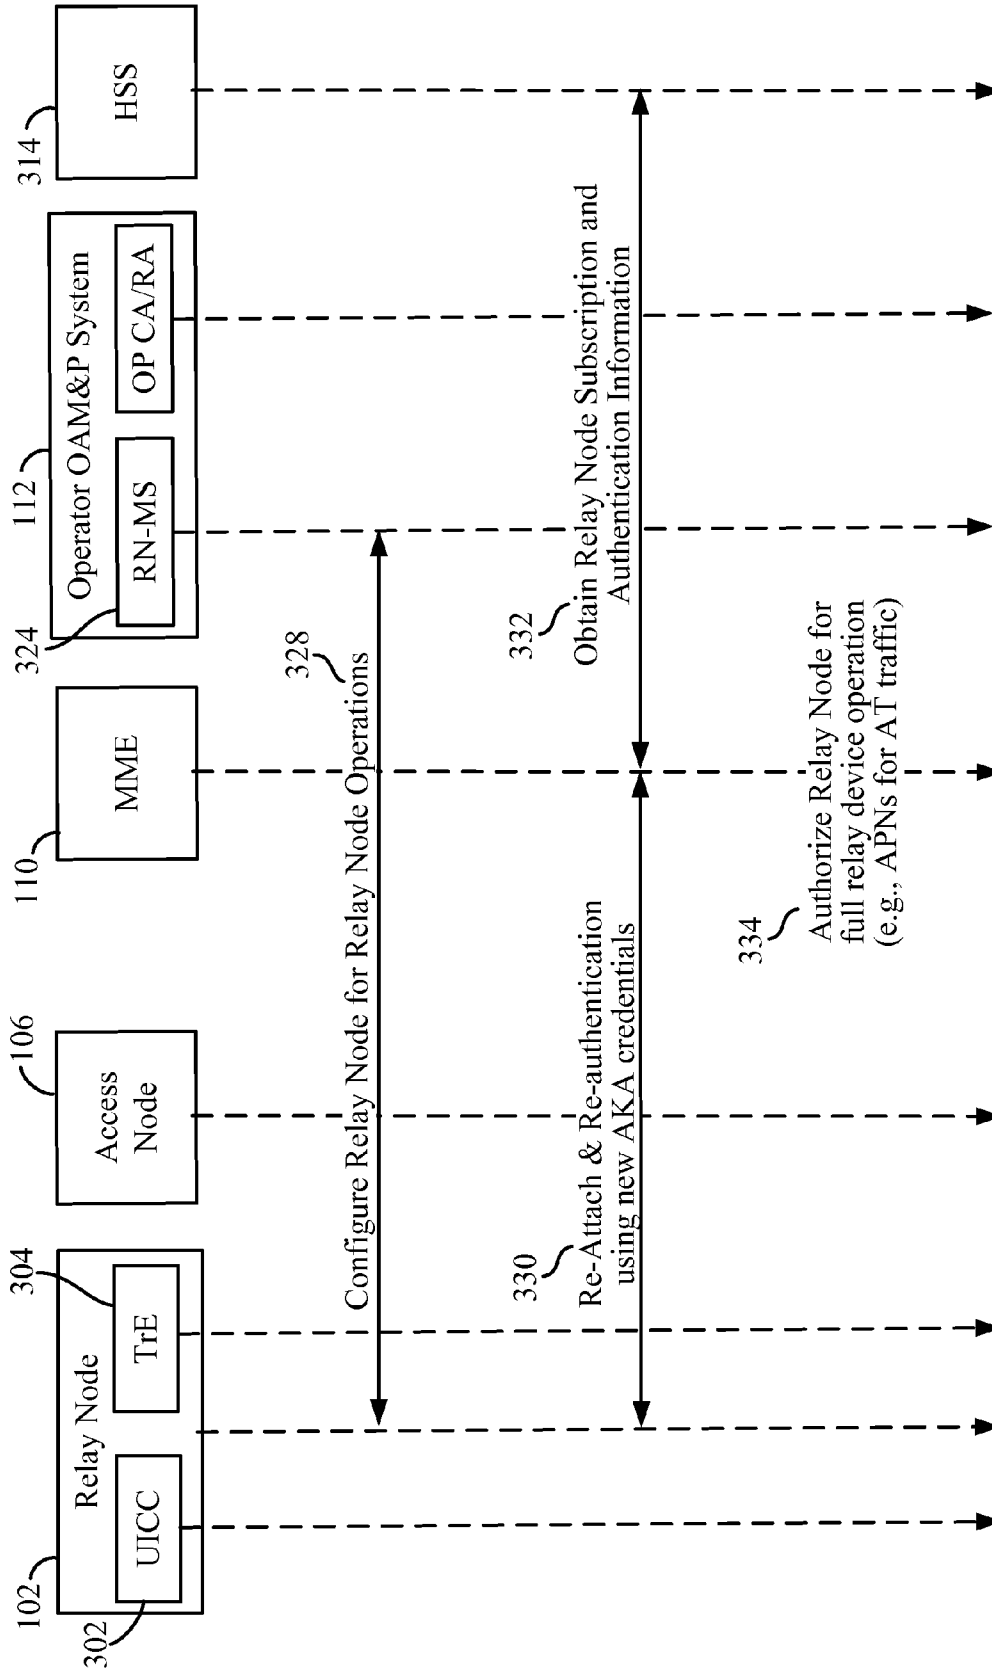 102
Relay Node
302
UICC
304
TrE
106
Access
Node
110
MME
112
Operator OAM&P System
324
RN-MS
OP CA/RA
314
HSS
328
Configure Relay Node for Relay Node Operations
330
Re-Attach & Re-authentication
using new AKA credentials
332
Obtain Relay Node Subscription and
Authentication Information
334
Authorize Relay Node for
full relay device operation
(e.g., APNs for AT traffic)